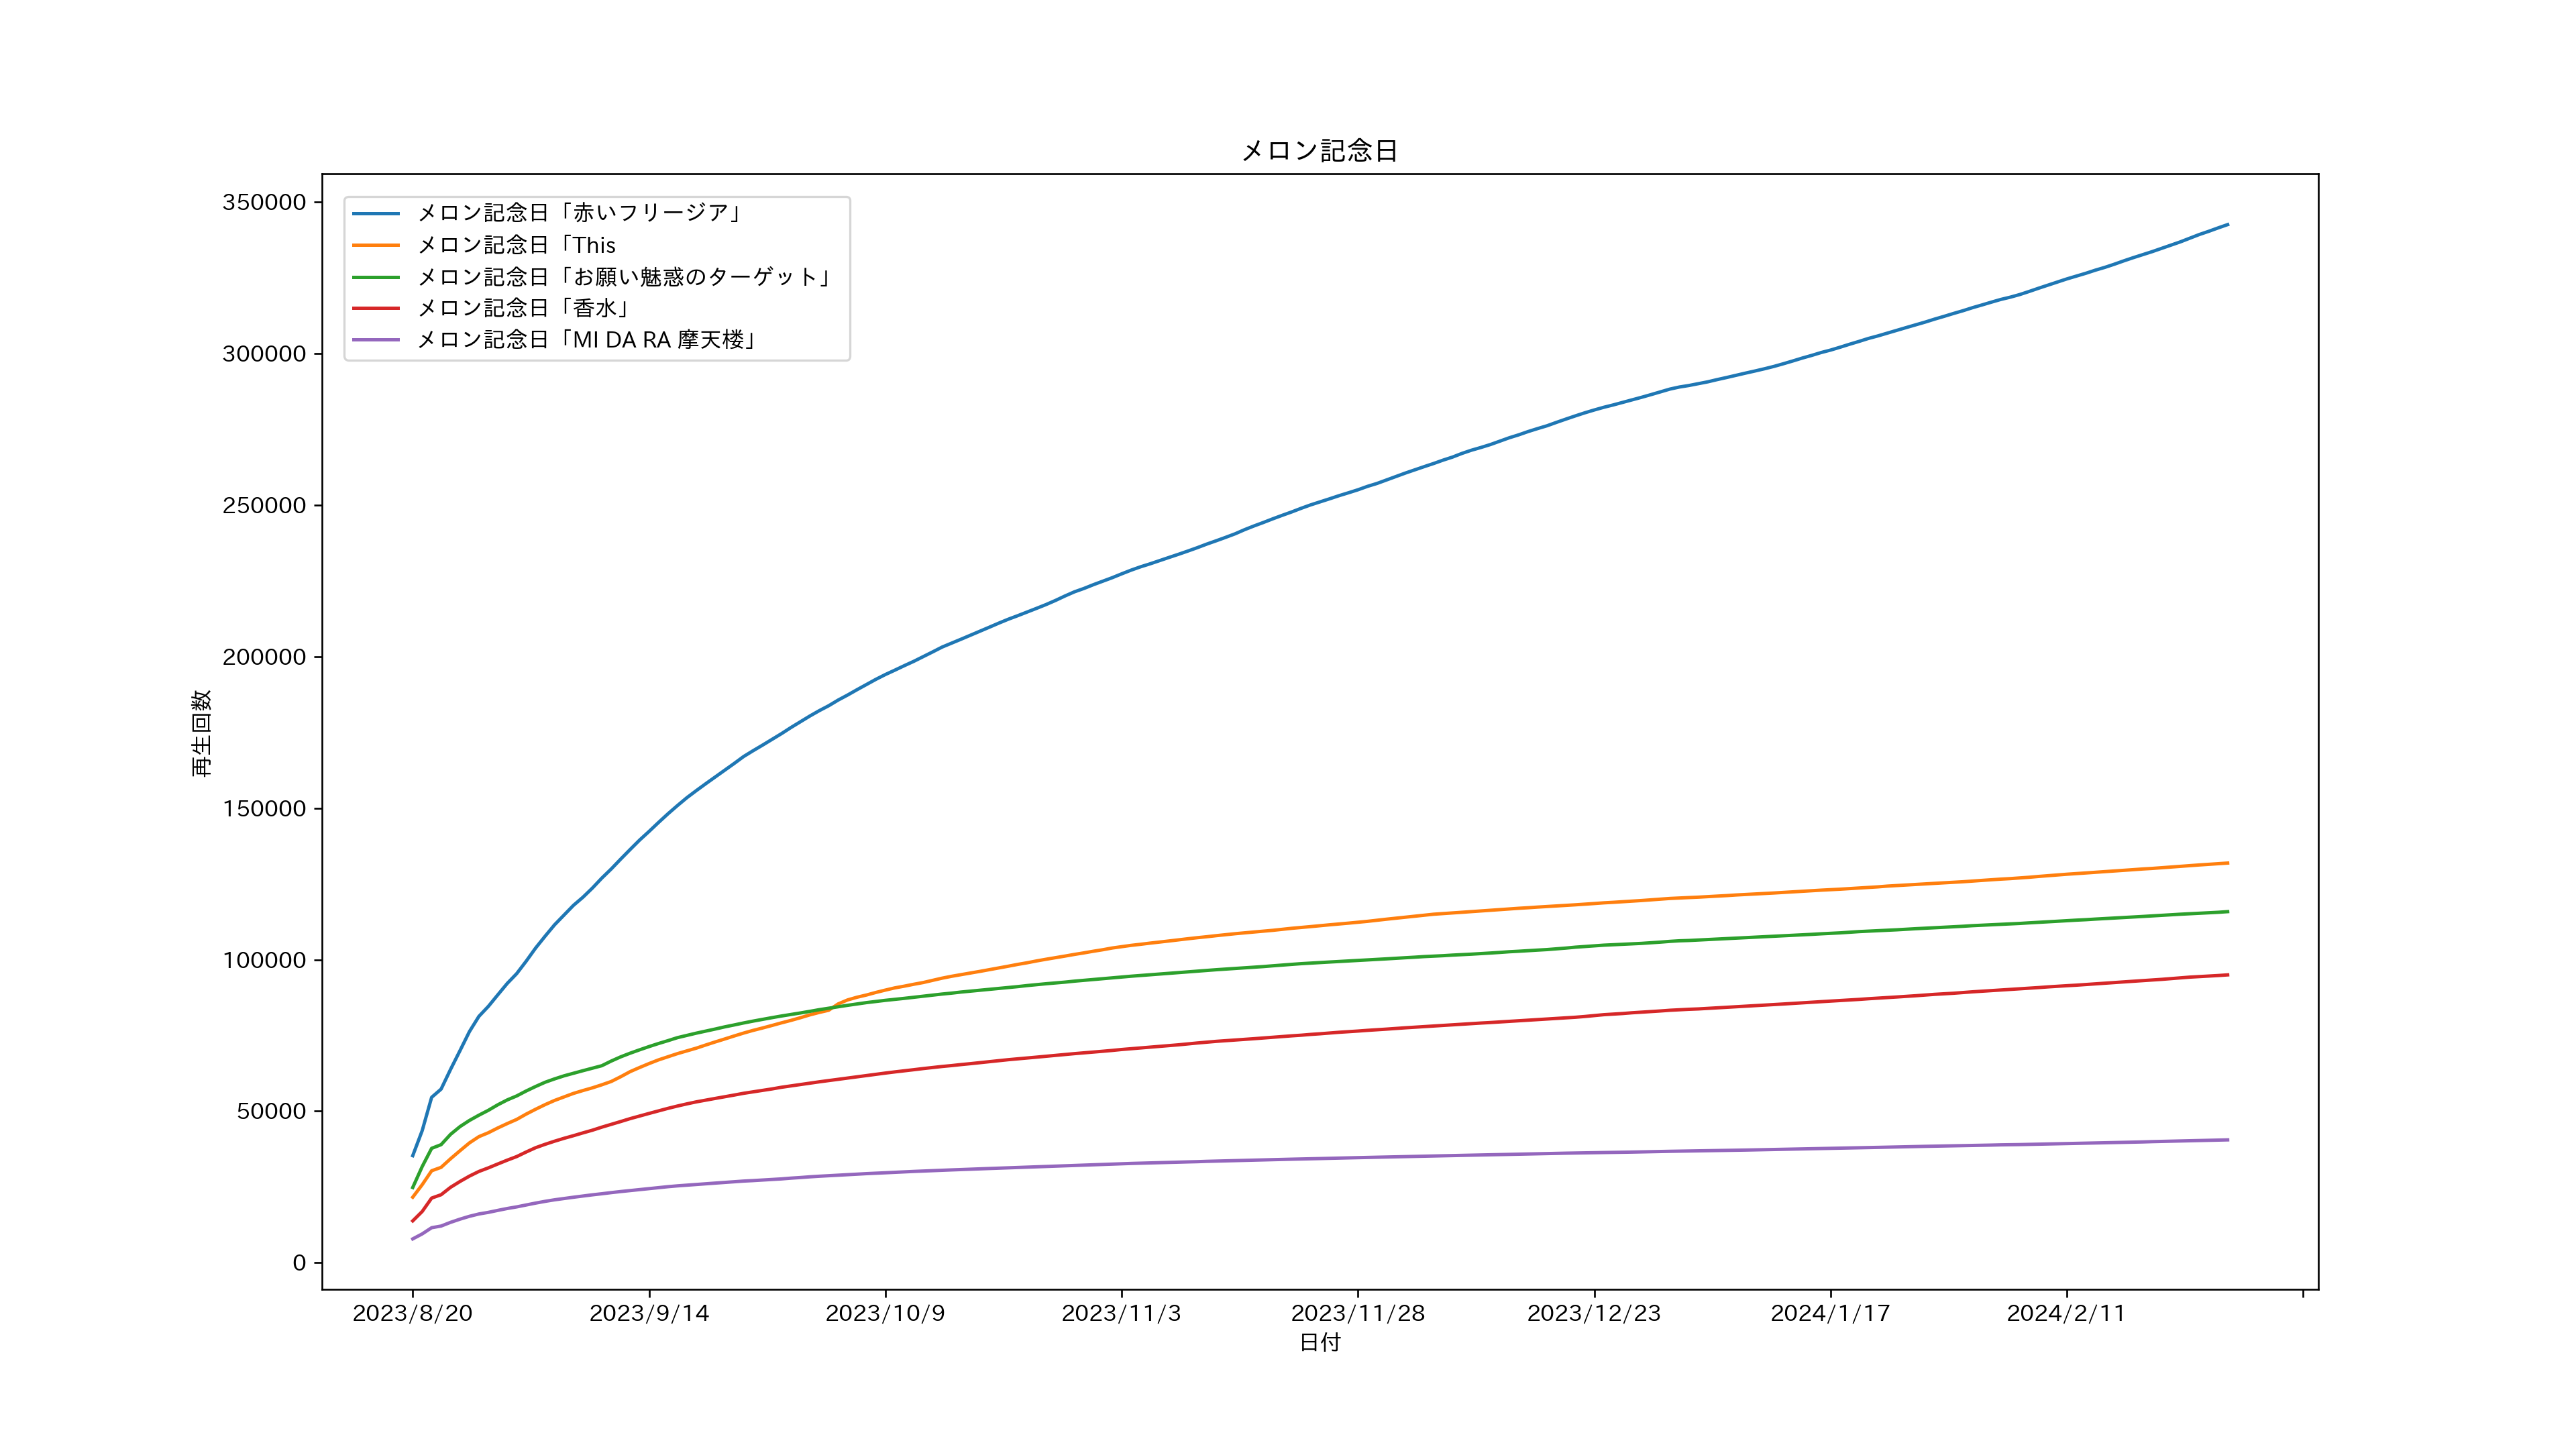 メロン記念日
メロン記念日「赤いフリージア」
メロン記念日「This
メロン記念日「お願い魅惑のターゲット」
メロン記念日「香水」
メロン記念日「MI DA RA 摩天楼」
350000
300000
250000
200000
150000
100000
50000
0
再生回数
2023/8/20
2023/9/14
2023/10/9
2023/11/3
2023/11/28
2023/12/23
2024/1/17
2024/2/11
日付